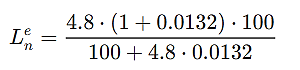 L_n^e = \frac{4.8 \cdot (1 + 0.0132) \cdot 100}{100 + 4.8 \cdot 0.0132}